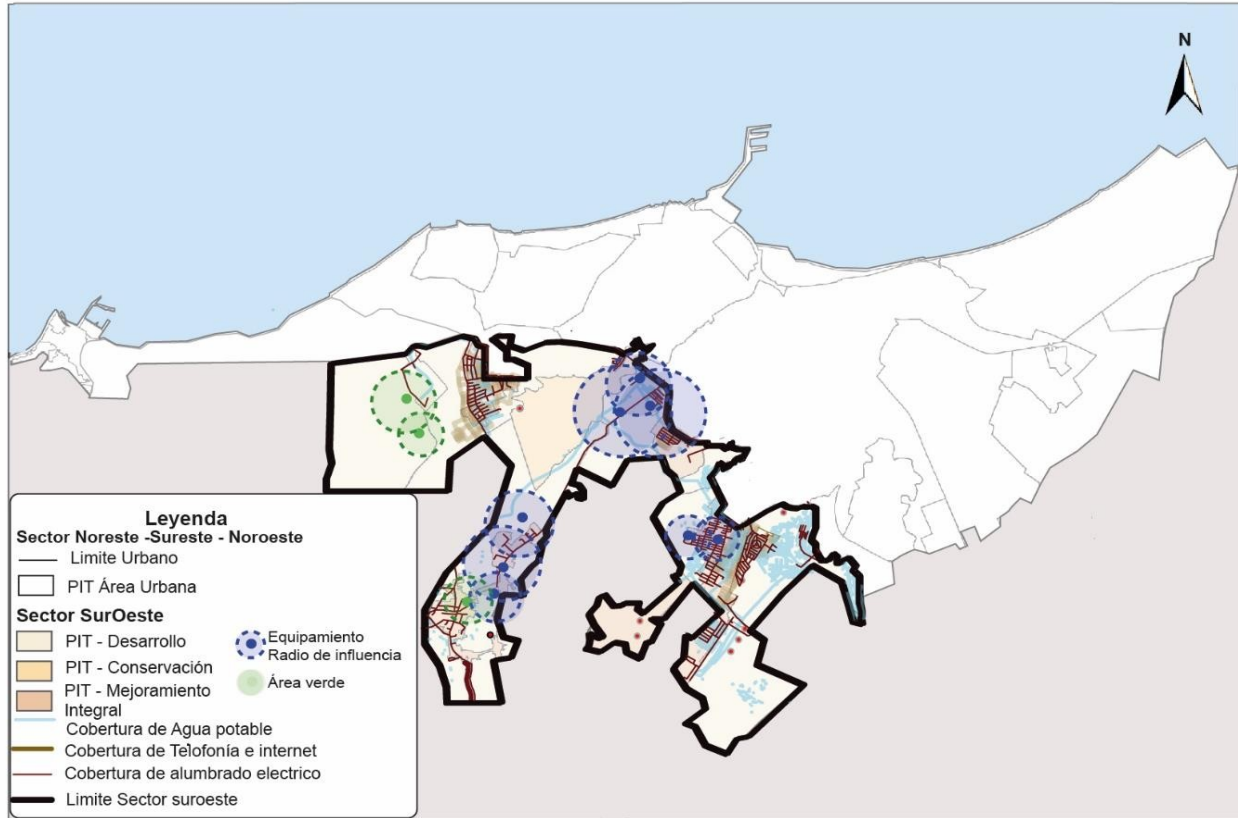 N
Leyenda
Sector Noreste -Sureste - Noroeste
Limite Urbano
PIT Área Urbana
Sector SurOeste
PIT - Desarrollo
PIT - Conservación
PIT - Mejoramiento
Integral
Equipamiento
Radio de influencia
Área verde
Cobertura de Agua potable
Cobertura de Telofonía e internet
Cobertura de alumbrado electrico
Limite Sector suroeste